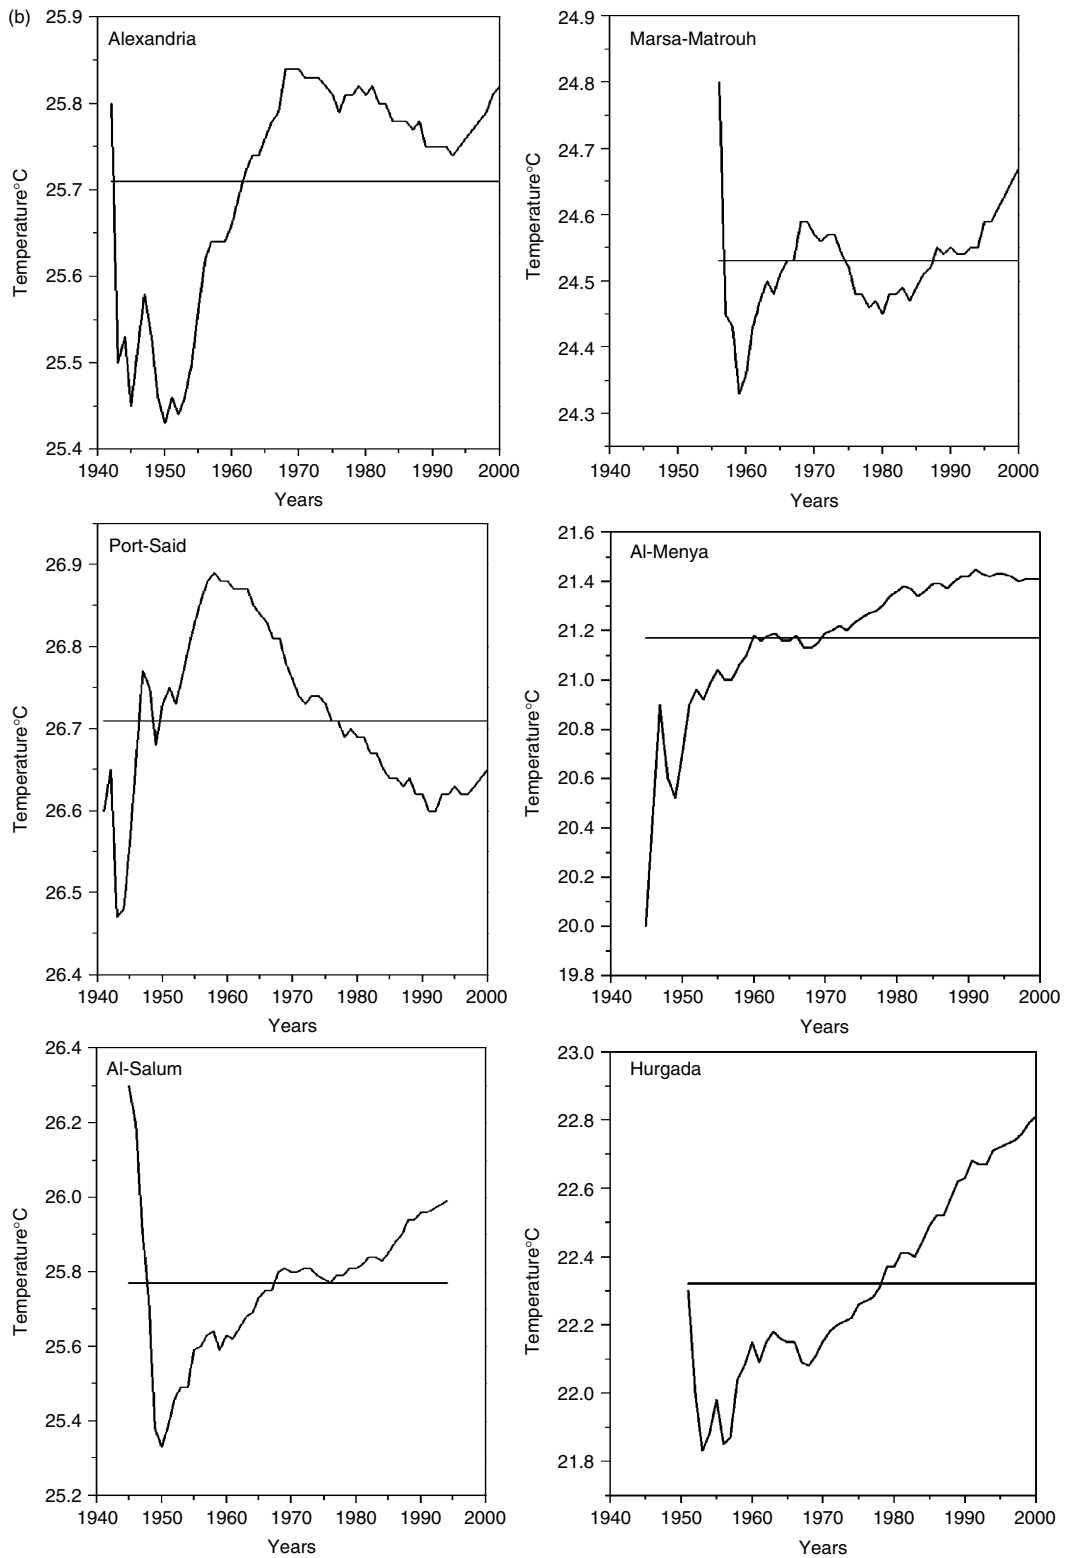 (b)
Alexandria
25.9
25.8
25.7
25.6
25.5
25.4
Temperature°C
1940 1950 1960 1970 1980 1990 2000
Years
Marsa-Matrouh
24.9
24.8
24.7
24.6
24.5
24.4
24.3
Temperature°C
1940 1950 1960 1970 1980 1990 2000
Years
Port-Said
26.9
26.8
26.7
26.6
26.5
26.4
Temperature°C
1940 1950 1960 1970 1980 1990 2000
Years
Al-Menya
21.6
21.4
21.2
21.0
20.8
20.6
20.4
20.2
20.0
19.8
Temperature°C
1940 1950 1960 1970 1980 1990 2000
Years
Al-Salum
26.4
26.2
26.0
25.8
25.6
25.4
25.2
Temperature°C
1940 1950 1960 1970 1980 1990 2000
Years
Hurgada
23.0
22.8
22.6
22.4
22.2
22.0
21.8
Temperature°C
1940 1950 1960 1970 1980 1990 2000
Years